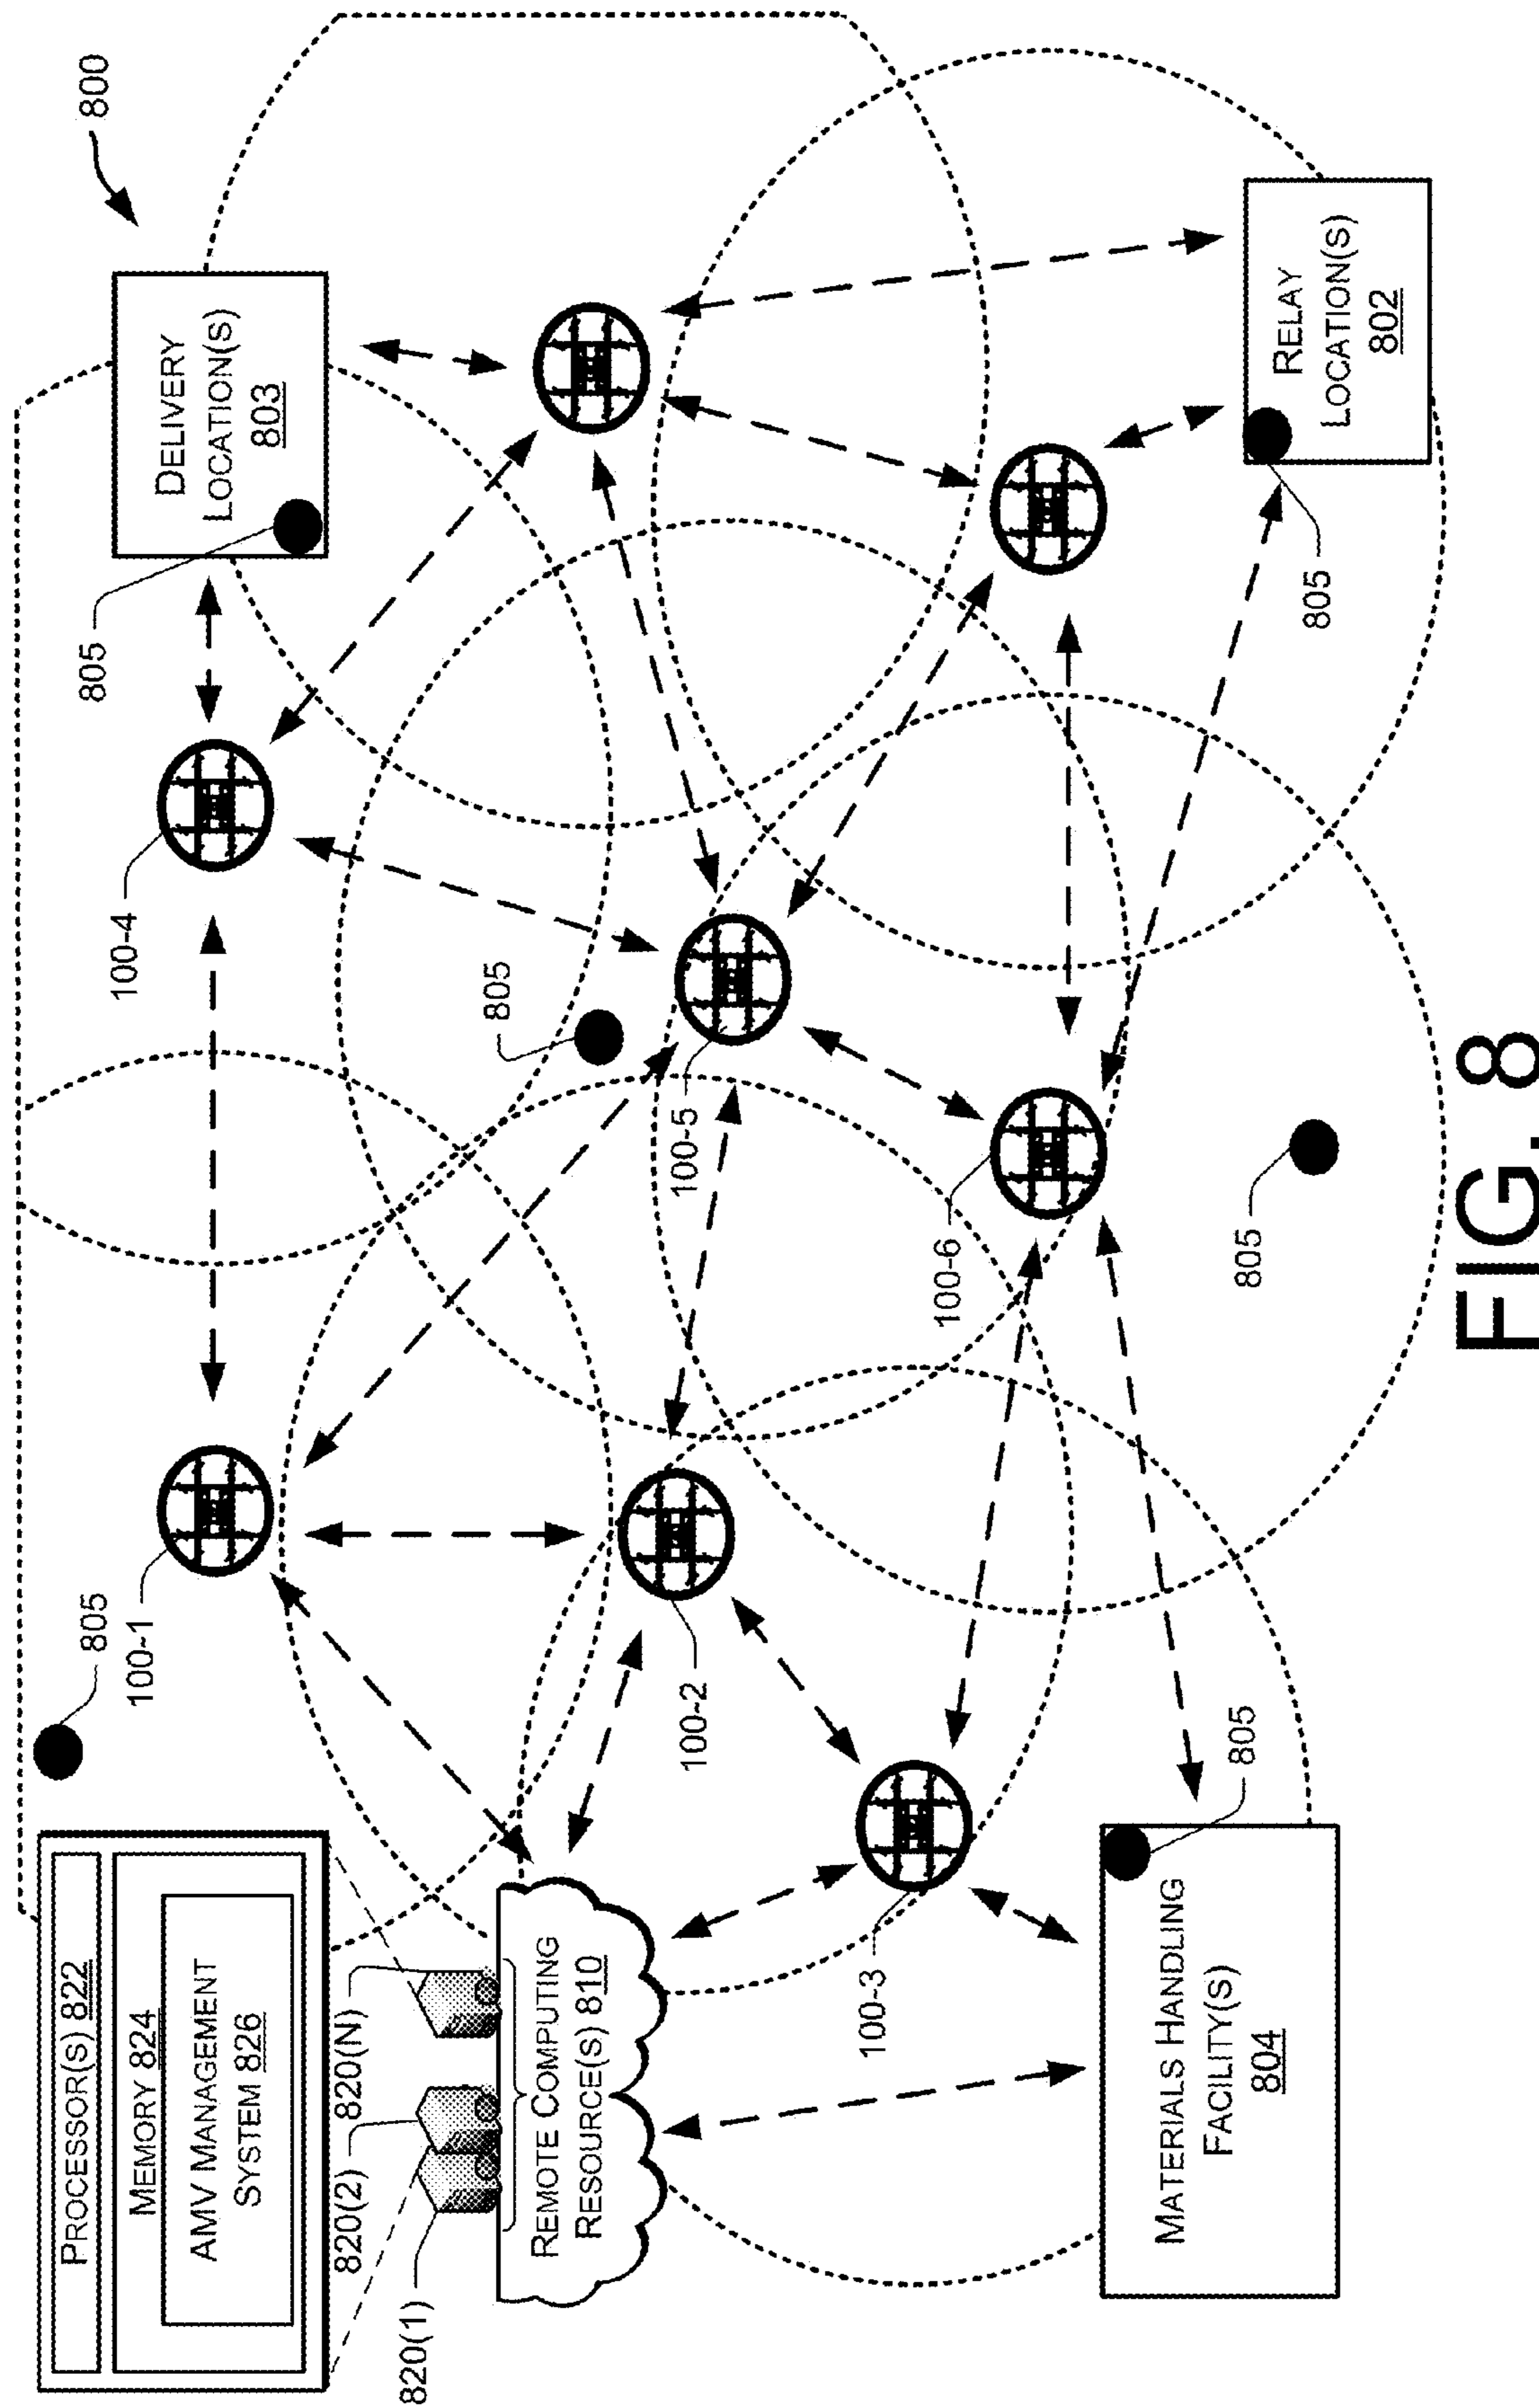 800
PROCESSOR(S) 822
MEMORY 824
AMV MANAGEMENT
SYSTEM 826
820(1)
820(2)
820(N)
REMOTE COMPUTING
RESOURCE(S) 810
805
100-1
100-4
805
DELIVERY
LOCATION(S)
803
100-2
805
100-5
100-3
100-6
MATERIALS HANDLING
FACILITY(S)
804
805
805
805
RELAY
LOCATION(S)
802
FIG. 8